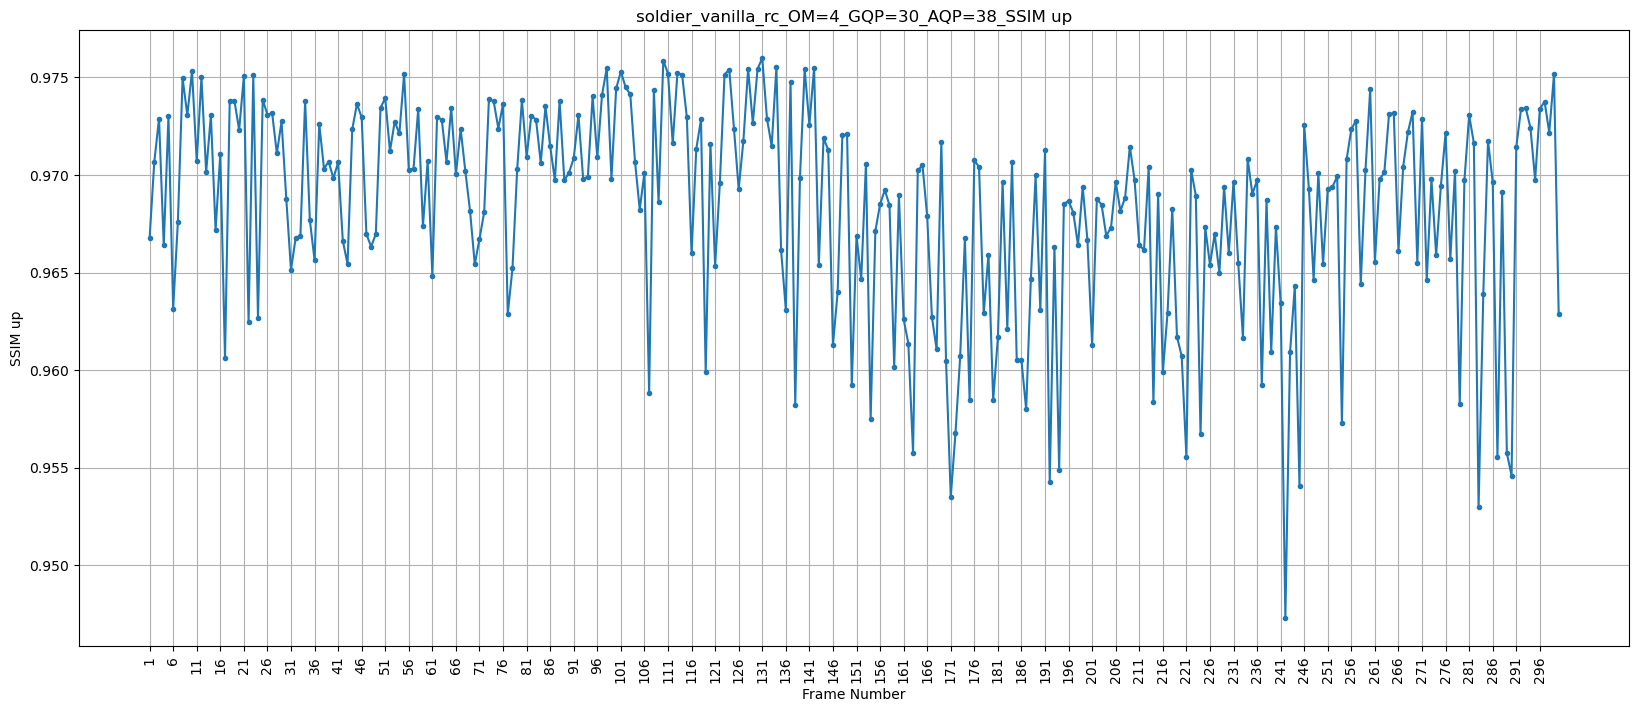 soldier_vanilla_rc_OM=4_GQP=30_AQP=38_SSIM up
SSIM up
0.975
0.970
0.965
0.960
0.955
0.950
1 6 11 16 21 26 31 36 41 46 51 56 61 66 71 76 81 86 91 96 101 106 111 116 121 126 131 136 141 146 151 156 161 166 171 176 181 186 191 196 201 206 211 216 221 226 231 236 241 246 251 256 261 266 271 276 281 286 291 296
Frame Number